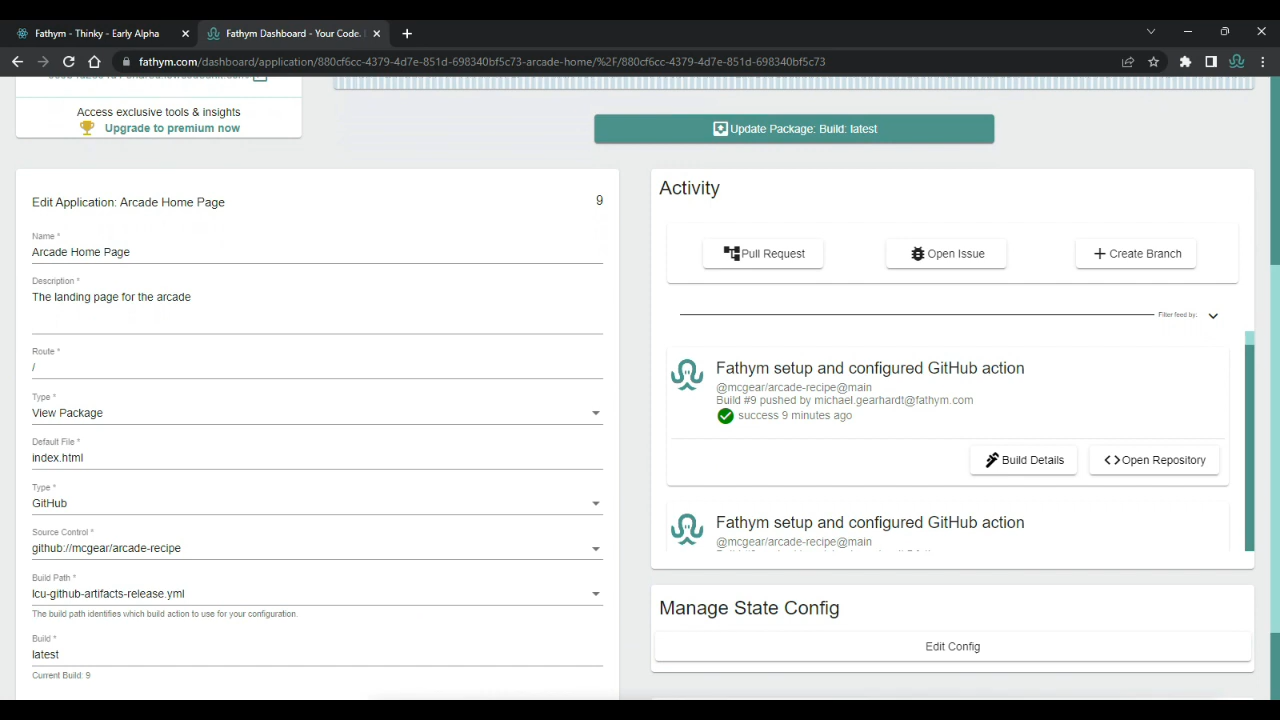 Fathym - Thinky - Early Alpha
Fathym Dashboard - Your Code.
fathym.com/dashboard/application/880cf6cc-4379-4d7e-851d-698340bf5c73-arcade-home/%2F/880cf6cc-4379-4d7e-851d-698340bf5c73
Access exclusive tools & insights
Upgrade to premium now
Update Package: Build: latest
Edit Application: Arcade Home Page
9
Name *
Arcade Home Page
Description *
The landing page for the arcade
Route *
/
Type *
View Package
Default File *
index.html
Type *
GitHub
Source Control *
github://mcgear/arcade-recipe
Build Path *
lcu-github-artifacts-release.yml
The build path identifies which build action to use for your configuration.
Build *
latest
Current Build: 9
Activity
Pull Request
Open Issue
Create Branch
Filter feed by:
Fathym setup and configured GitHub action
@mcgear/arcade-recipe@main
Build #9 pushed by michael.gearhardt@fathym.com
success 9 minutes ago
Build Details
Open Repository
Fathym setup and configured GitHub action
@mcgear/arcade-recipe@main
Manage State Config
Edit Config